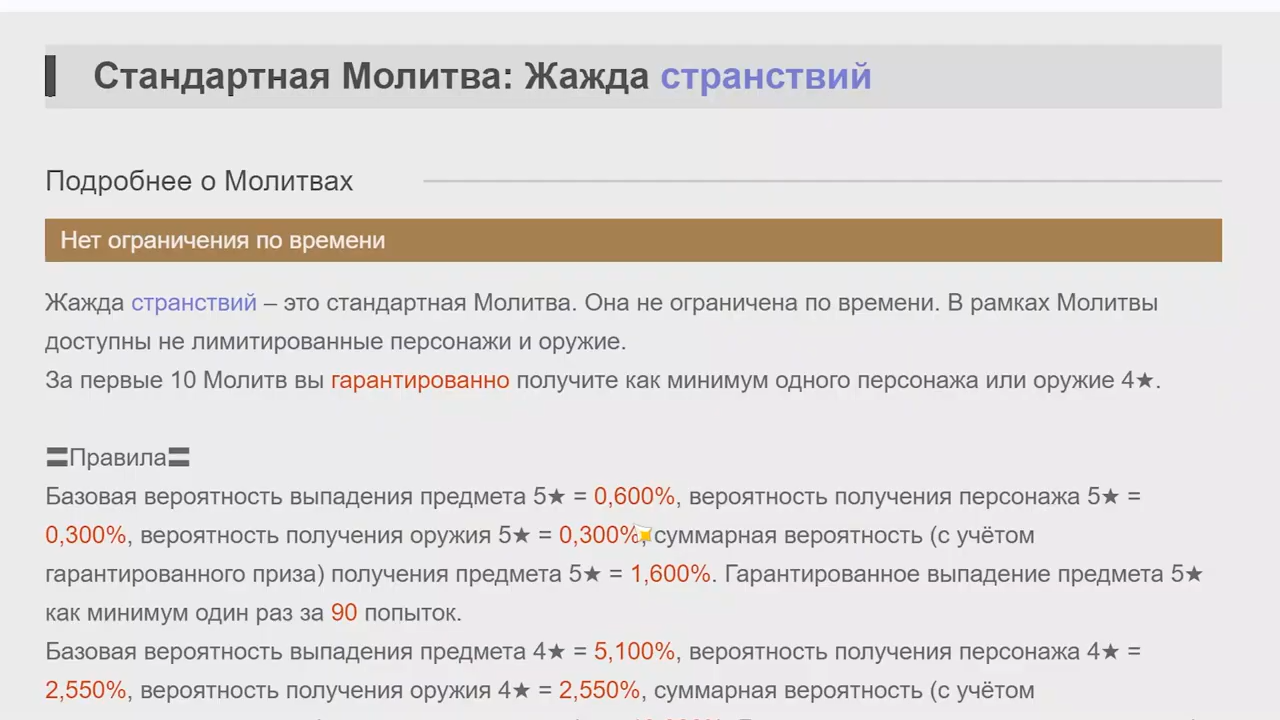 Стандартная Молитва: Жажда странствий
Подробнее о Молитвах
Нет ограничения по времени
Жажда странствий – это стандартная Молитва. Она не ограничена по времени. В рамках Молитвы
доступны не лимитированные персонажи и оружие.
За первые 10 Молитв вы гарантированно получите как минимум одного персонажа или оружие 4★.
〓Правила〓
Базовая вероятность выпадения предмета 5★ = 0,600%, вероятность получения персонажа 5★ =
0,300%, вероятность получения оружия 5★ = 0,300%, суммарная вероятность (с учётом
гарантированного приза) получения предмета 5★ = 1,600%. Гарантированное выпадение предмета 5★
как минимум один раз за 90 попыток.
Базовая вероятность выпадения предмета 4★ = 5,100%, вероятность получения персонажа 4★ =
2,550%, вероятность получения оружия 4★ = 2,550%, суммарная вероятность (с учётом